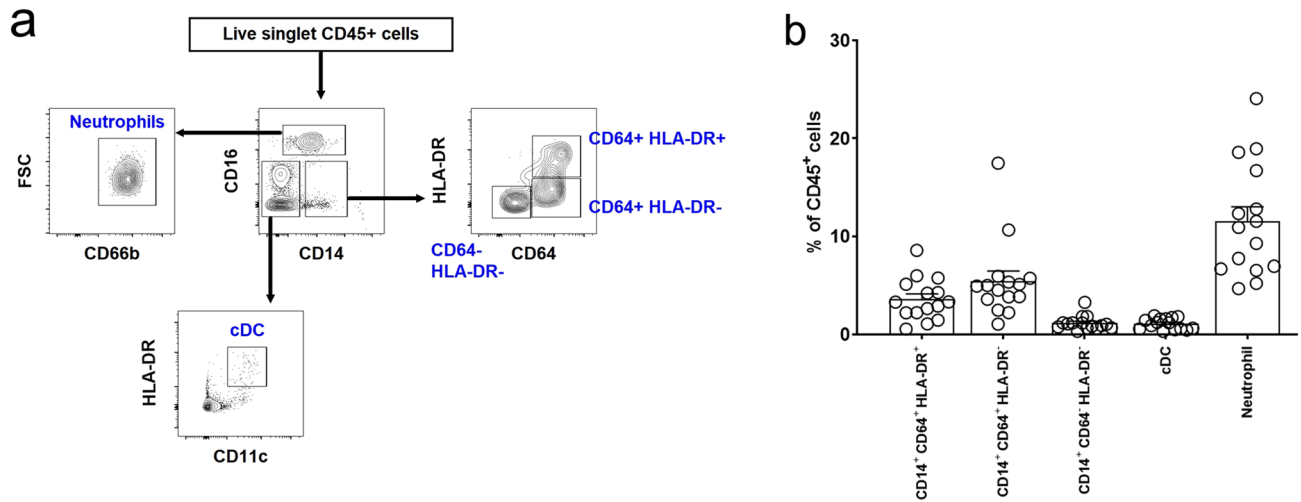 a
Live singlet CD45+ cells
Neutrophils
FSC
CD66b
CD16
CD14
HLA-DR
CD64
CD64+ HLA-DR+
CD64+ HLA-DR-
CD64-
HLA-DR-
cDC
HLA-DR
CD11c
b
% of CD45⁺ cells
30
20
10
0
CD14⁺ CD64⁺ HLA-DR⁺
CD14⁺ CD64⁺ HLA-DR⁻
CD14⁺ CD64⁻ HLA-DR⁻
cDC
Neutrophil